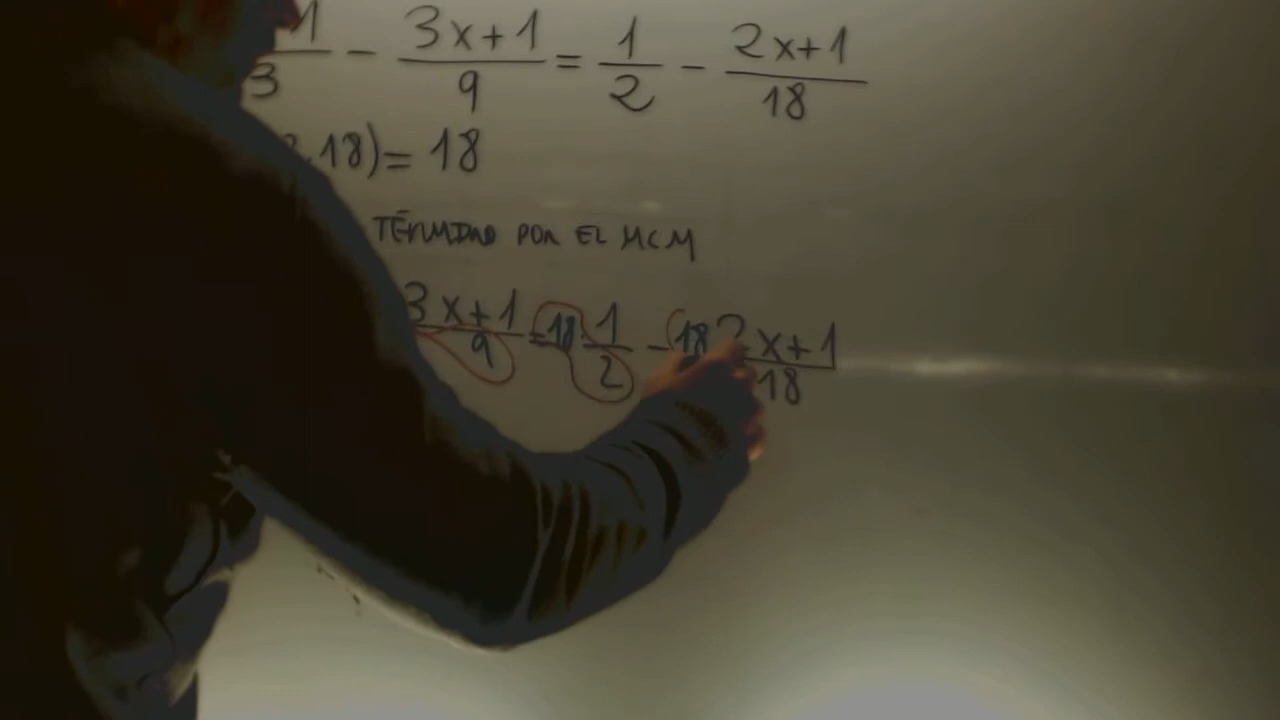 1/3 - (3x+1)/9 = 1/2 - (2x+1)/18
,18)= 18
TÉRMINO POR EL MCM
(3x+1)/9 =18·1/2 - 18 (2x+1)/18